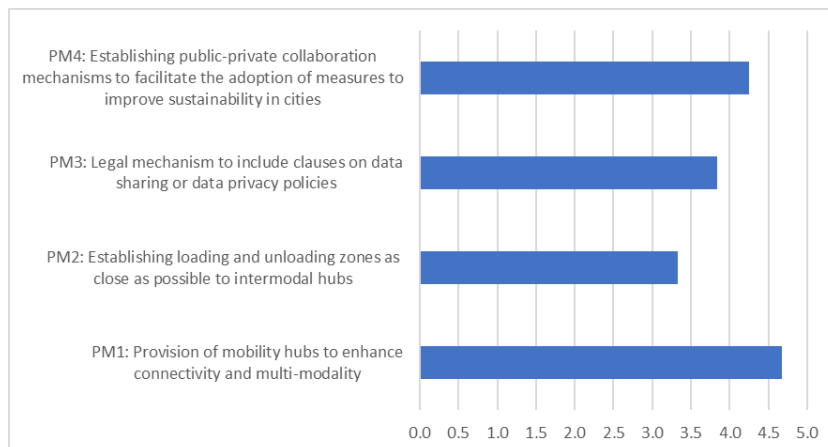 PM4: Establishing public-private collaboration
mechanisms to facilitate the adoption of measures to
improve sustainability in cities
PM3: Legal mechanism to include clauses on data
sharing or data privacy policies
PM2: Establishing loading and unloading zones as
close as possible to intermodal hubs
PM1: Provision of mobility hubs to enhance
connectivity and multi-modality
0.0 0.5 1.0 1.5 2.0 2.5 3.0 3.5 4.0 4.5 5.0